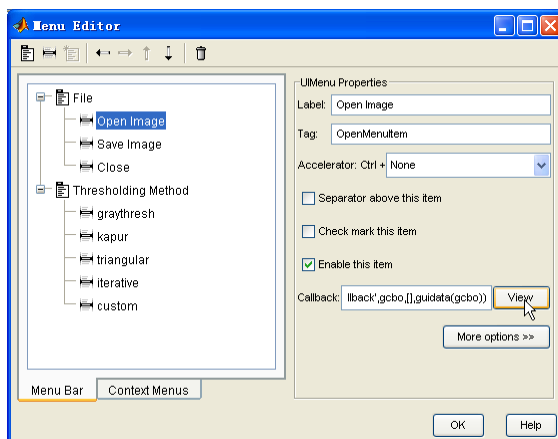 Menu Editor
UIMenu Properties
File
Open Image
Save Image
Close
Thresholding Method
graythresh
kapur
triangular
iterative
custom
Label: Open Image
Tag: OpenMenuItem
Accelerator: Ctrl + None
Separator above this item
Check mark this item
Enable this item
Callback: llback',gcbo,[],guidata(gcbo)) View
More options >>
Menu Bar Context Menus
OK Help